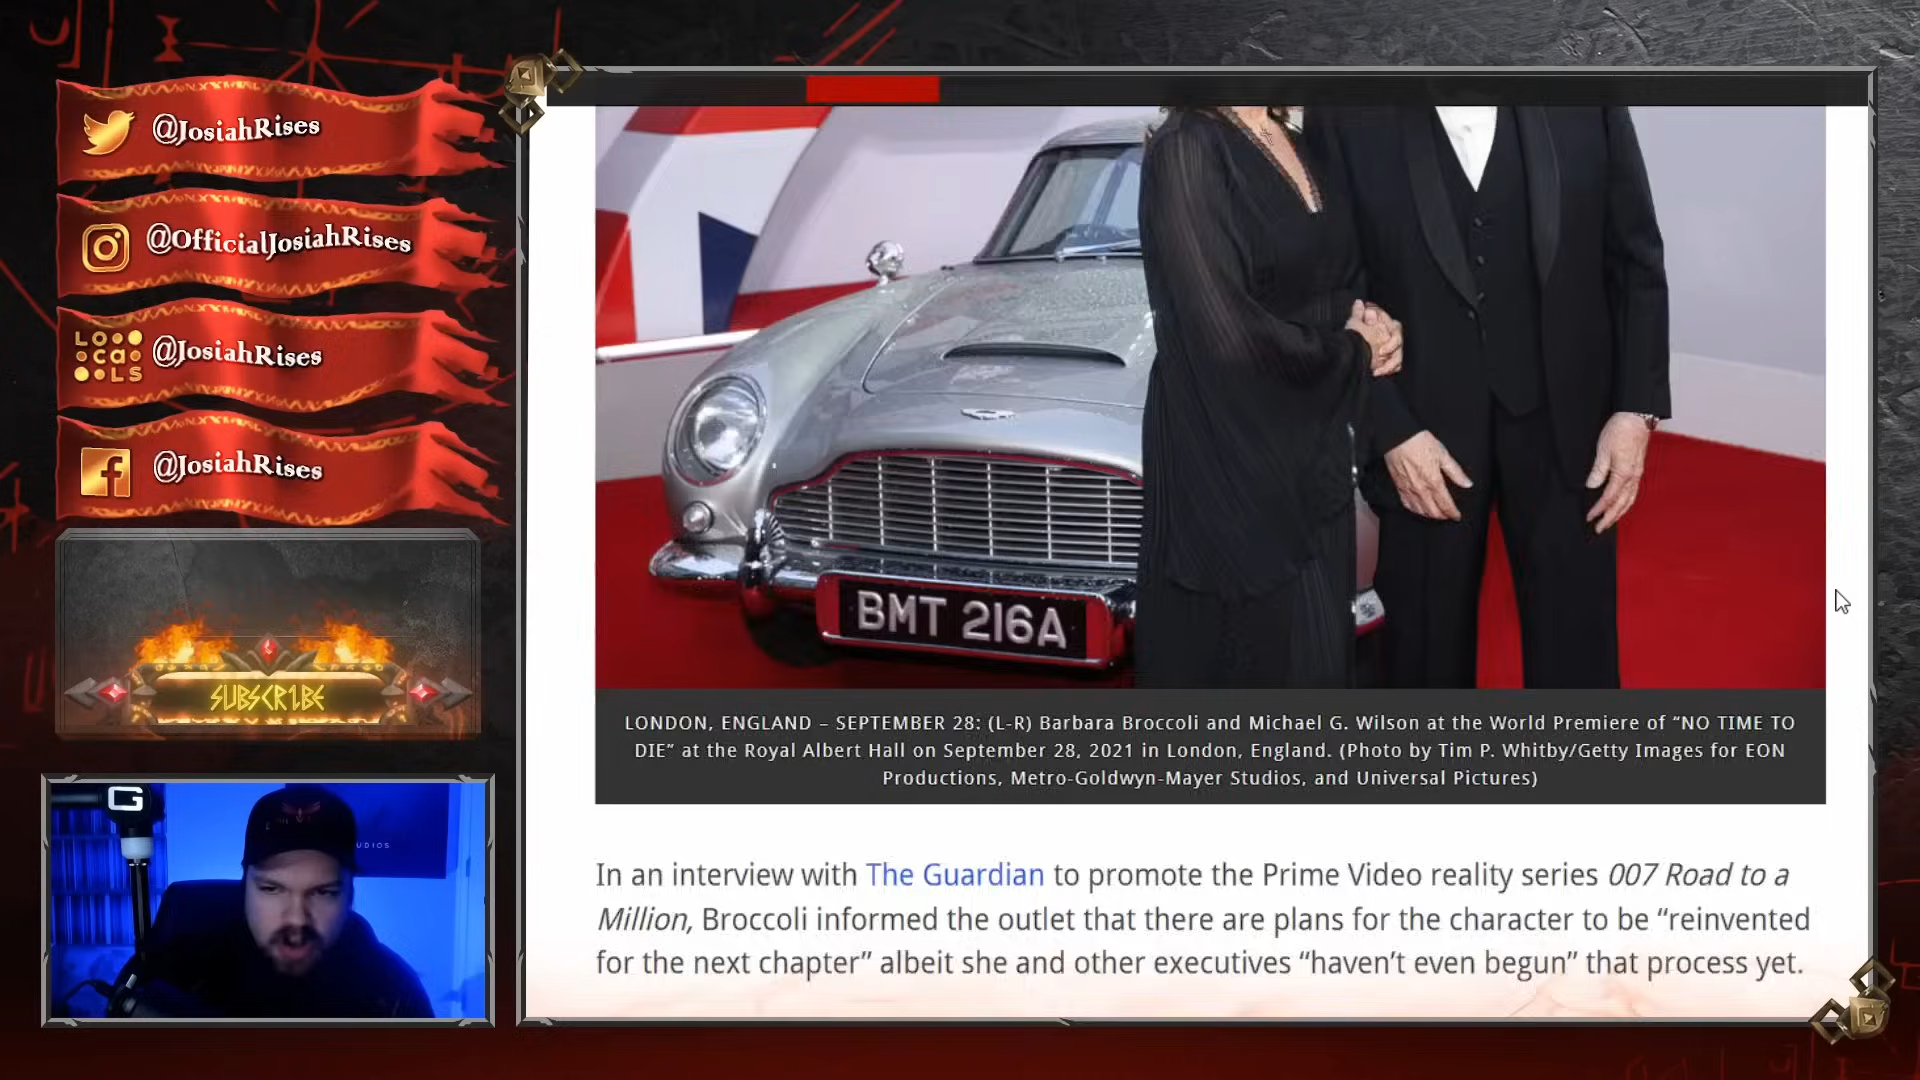 @JosiahRises
@OfficialJosiahRises
LOcaLS
@JosiahRises
@JosiahRises
SUBSCR1BE
G
UDIOS
BMT 216A
LONDON, ENGLAND – SEPTEMBER 28: (L-R) Barbara Broccoli and Michael G. Wilson at the World Premiere of “NO TIME TO
DIE” at the Royal Albert Hall on September 28, 2021 in London, England. (Photo by Tim P. Whitby/Getty Images for EON
Productions, Metro-Goldwyn-Mayer Studios, and Universal Pictures)
In an interview with The Guardian to promote the Prime Video reality series 007 Road to a
Million, Broccoli informed the outlet that there are plans for the character to be “reinvented
for the next chapter” albeit she and other executives “haven’t even begun” that process yet.